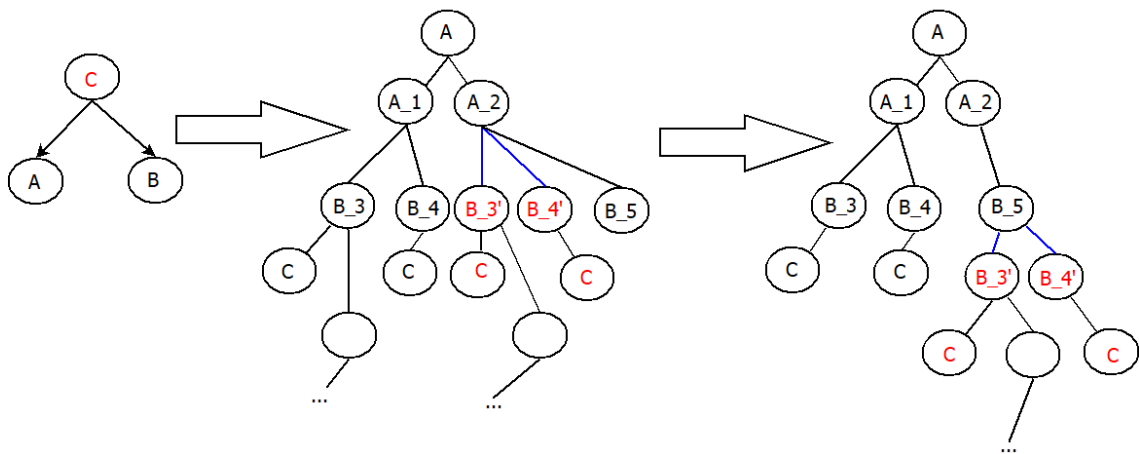 A A
C A_1 A_2 A_1 A_2
A B
B_3 B_4 B_3' B_4' B_5 B_3 B_4 B_5
C C C C C C B_3' B_4'
C C
... ...
...